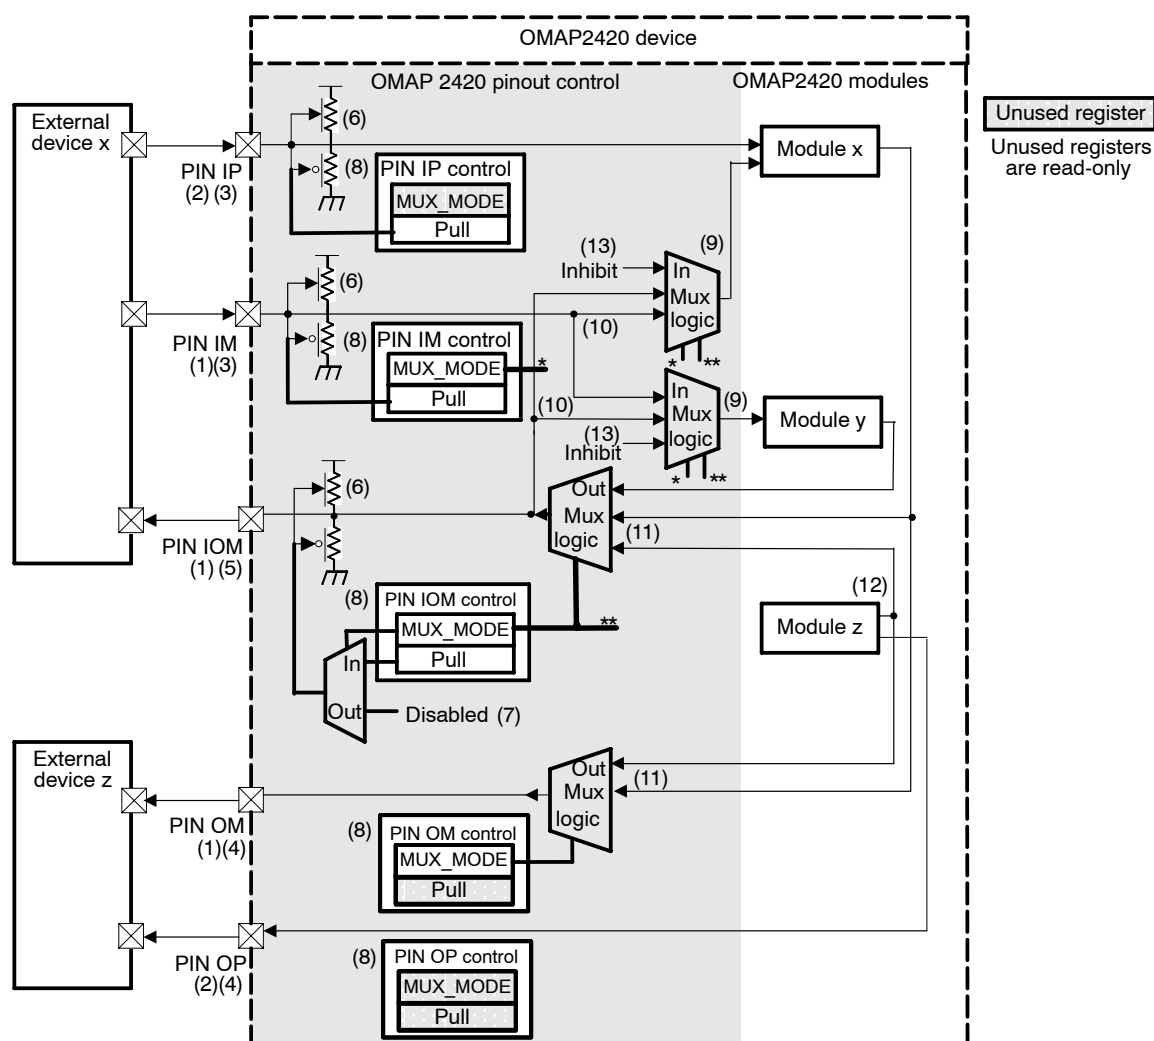 OMAP2420 device
OMAP 2420 pinout control
OMAP2420 modules
Unused register
Unused registers
are read-only
External
device x
PIN IP
(2) (3)
(6)
(8)
PIN IP control
MUX_MODE
Pull
Module x
(13)
Inhibit
(9)
In
Mux
logic
* **
PIN IM
(1)(3)
(6)
(8)
PIN IM control
MUX_MODE
*
Pull
(10)
(10)
In
Mux
logic
(9)
(13)
Inhibit
* **
Module y
PIN IOM
(1) (5)
(6)
Out
Mux
logic
(11)
(8)
PIN IOM control
MUX_MODE
**
Pull
In
Out
Disabled (7)
(12)
Module z
External
device z
PIN OM
(1)(4)
Out
Mux
logic
(11)
(8)
PIN OM control
MUX_MODE
Pull
PIN OP
(2)(4)
(8)
PIN OP control
MUX_MODE
Pull